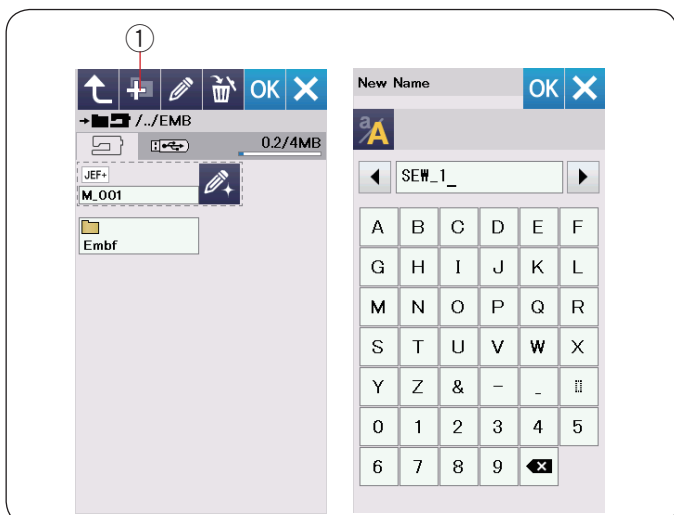 1
OK
/../EMB
0.2/4MB
JEF+
M_001
Embf
New Name
OK
a A
SEW_1_
A B C D E F
G H I J K L
M N O P Q R
S T U V W X
Y Z & - _
0 1 2 3 4 5
6 7 8 9